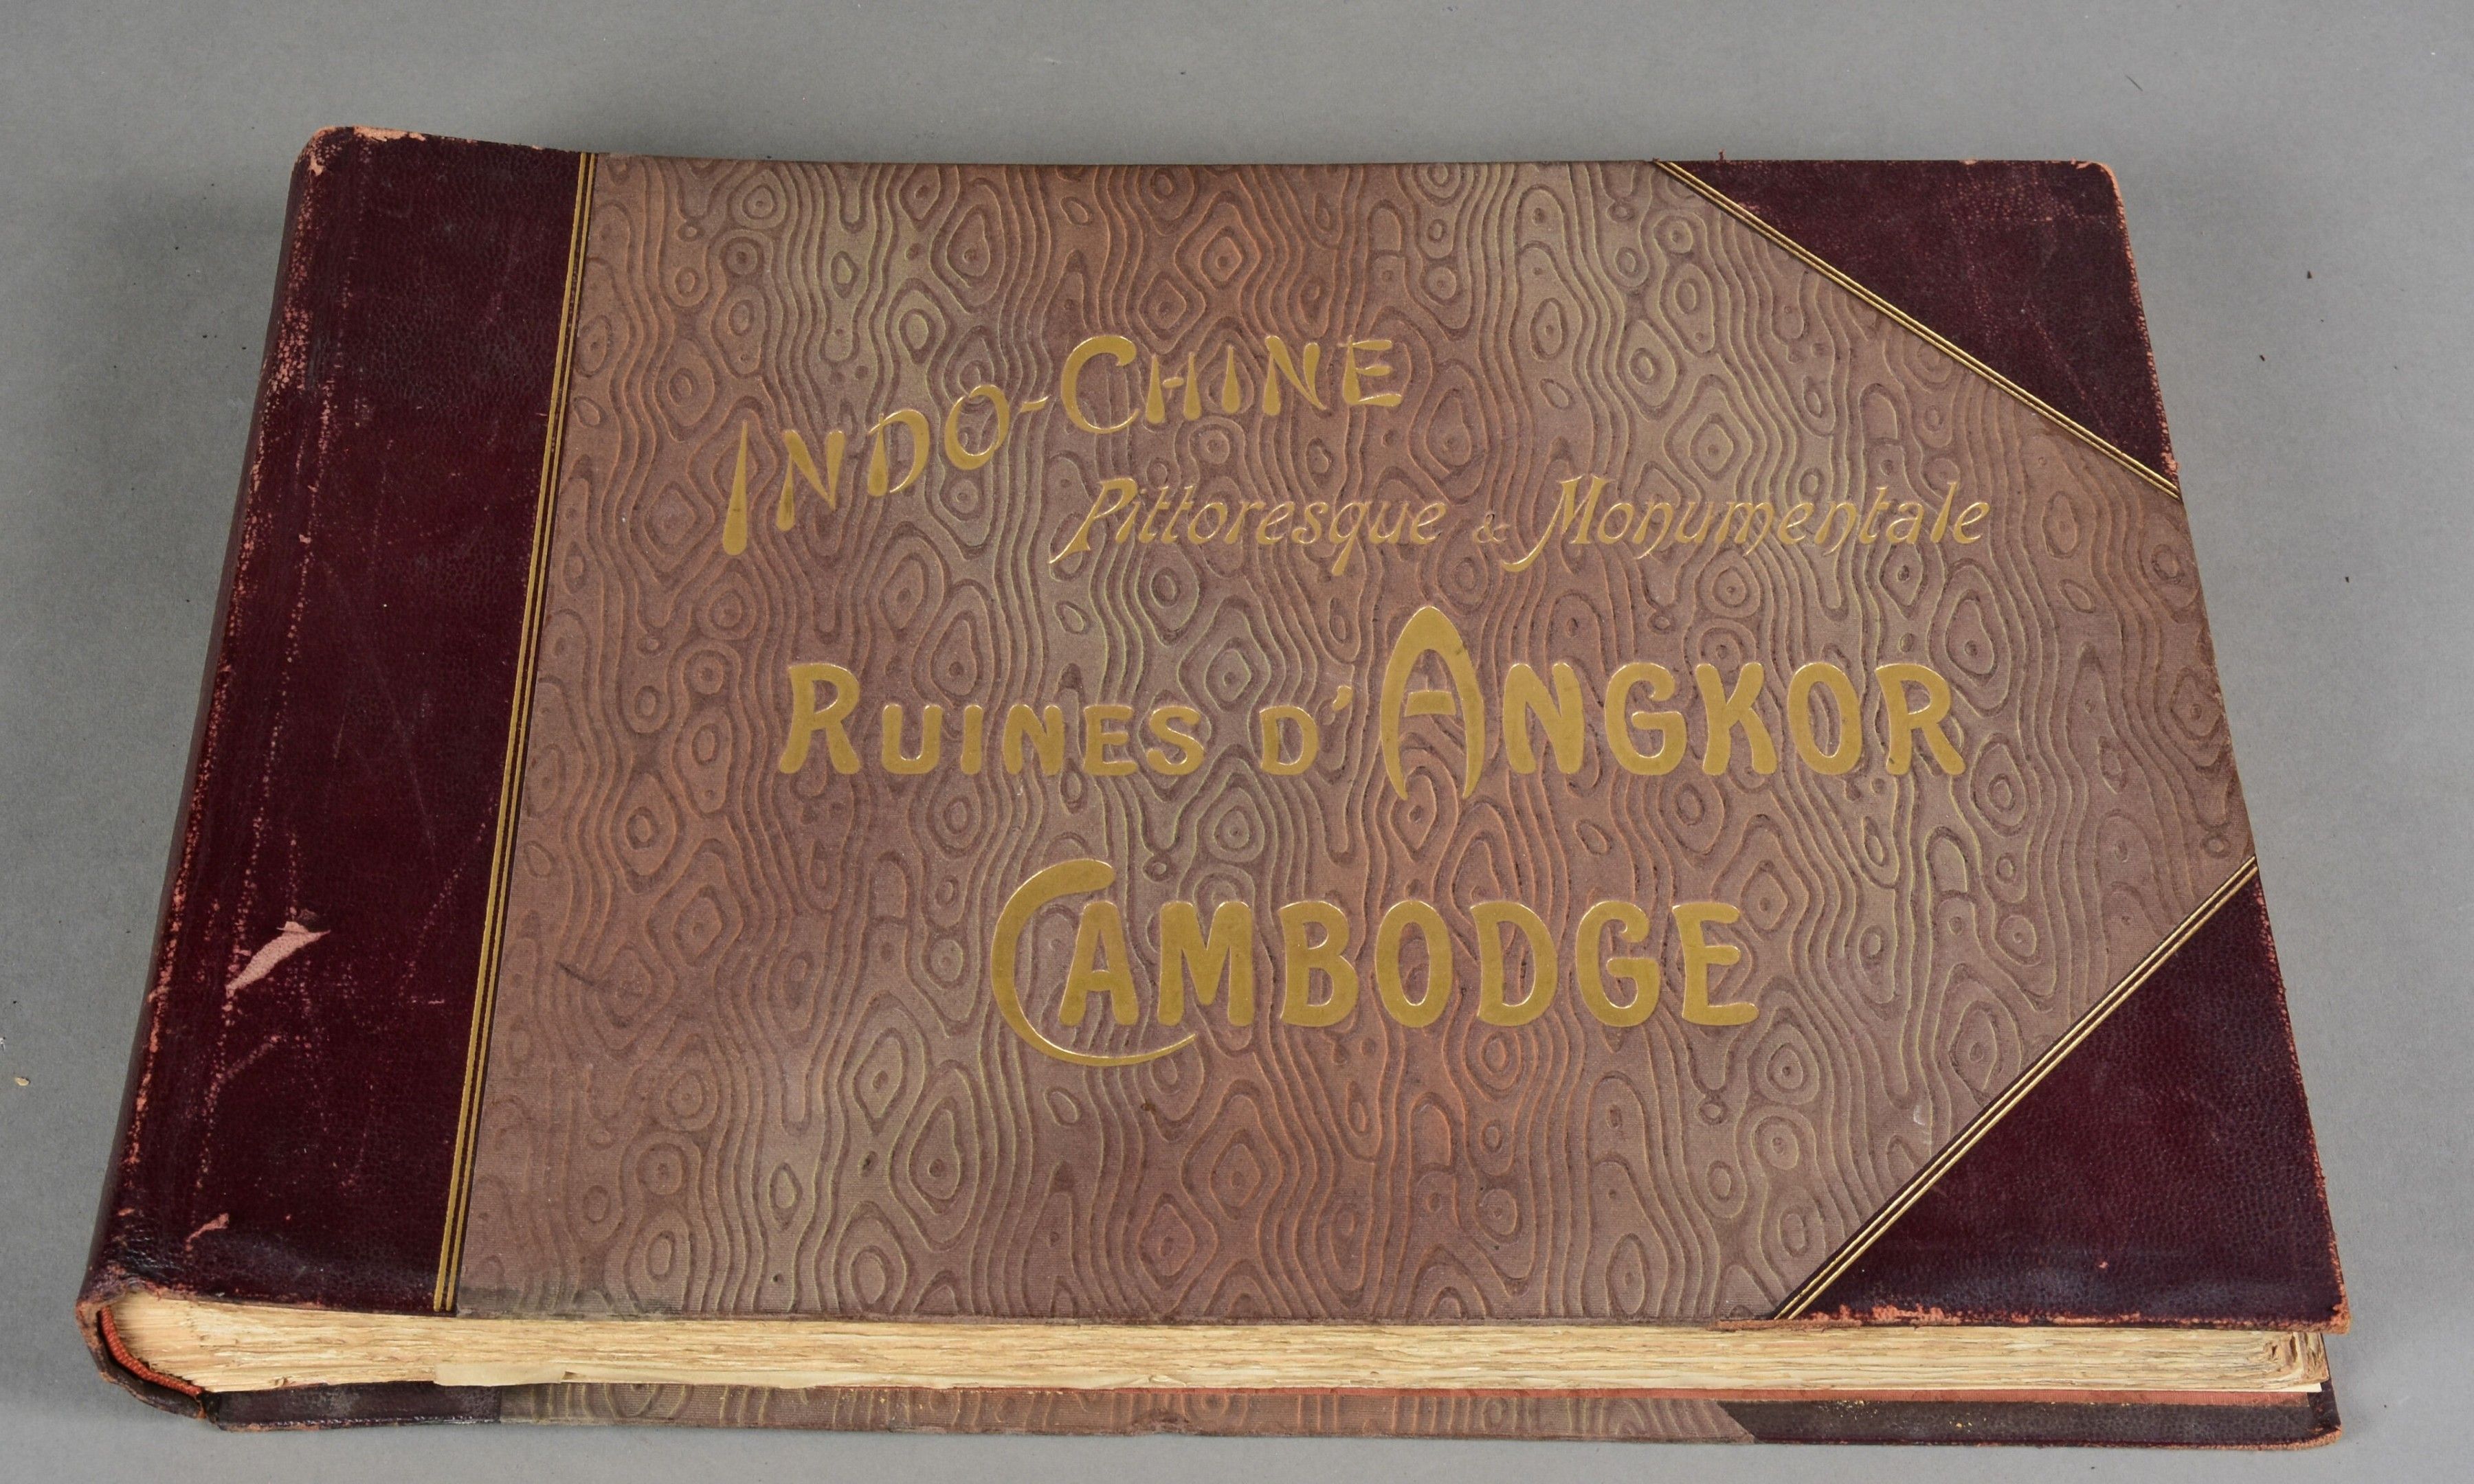 INDO-CHINE
Pittoresque & Monumentale
RUINES D'ANGKOR
CAMBODGE